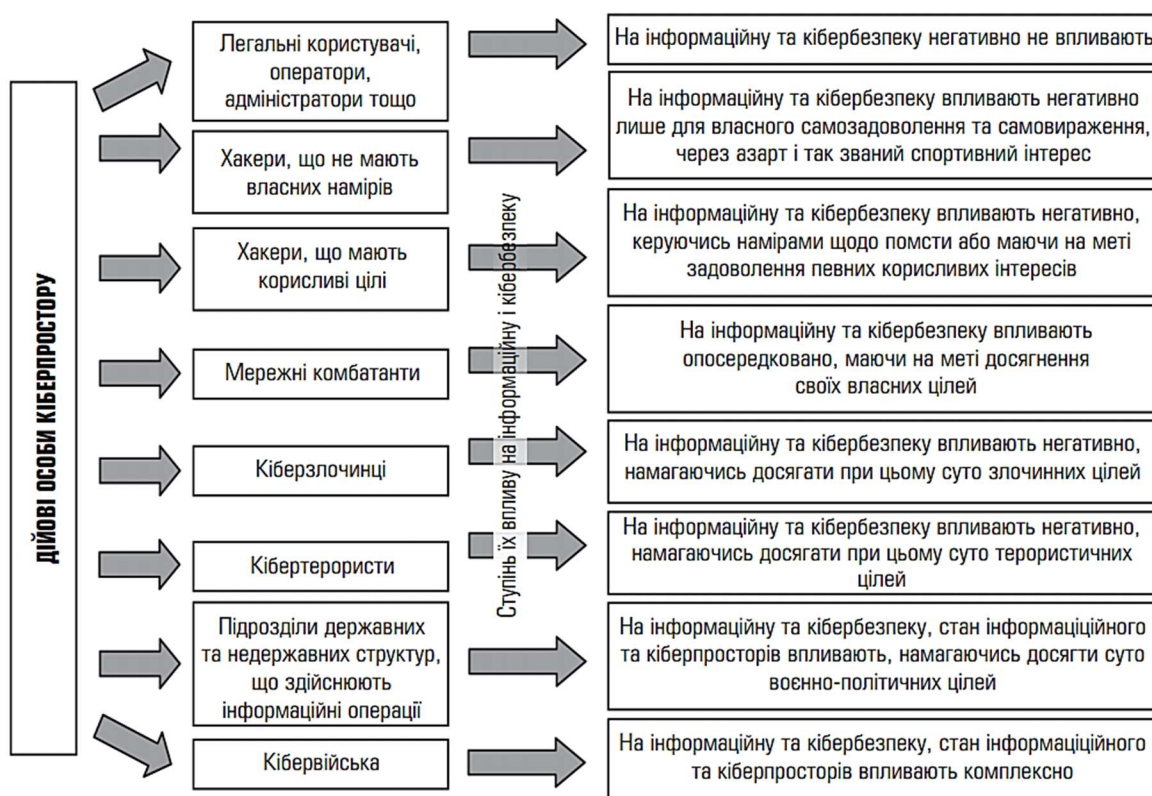 ДІЙОВІ ОСОБИ КІБЕРПРОСТОРУ
Легальні користувачі,
оператори,
адміністратори тощо
На інформаційну та кібербезпеку негативно не впливають
Хакери, що не мають
власних намірів
На інформаційну та кібербезпеку впливають негативно
лише для власного самозадоволення та самовираження,
через азарт і так званий спортивний інтерес
Хакери, що мають
корисливі цілі
На інформаційну та кібербезпеку впливають негативно,
керуючись намірами щодо помсти або маючи на меті
задоволення певних корисливих інтересів
Мережні комбатанти
На інформаційну та кібербезпеку впливають
опосередковано, маючи на меті досягнення
своїх власних цілей
Кіберзлочинці
На інформаційну та кібербезпеку впливають негативно,
намагаючись досягати при цьому суто злочинних цілей
Кібертерористи
На інформаційну та кібербезпеку впливають негативно,
намагаючись досягати при цьому суто терористичних
цілей
Підрозділи державних
та недержавних структур,
що здійснюють
інформаційні операції
На інформаційну та кібербезпеку, стан інформаціційного
та кіберпросторів впливають, намагаючись досягти суто
воєнно-політичних цілей
Кібервійська
На інформаційну та кібербезпеку, стан інформаціційного
та кіберпросторів впливають комплексно
Ступінь їх впливу на інформаційну і кібербезпеку